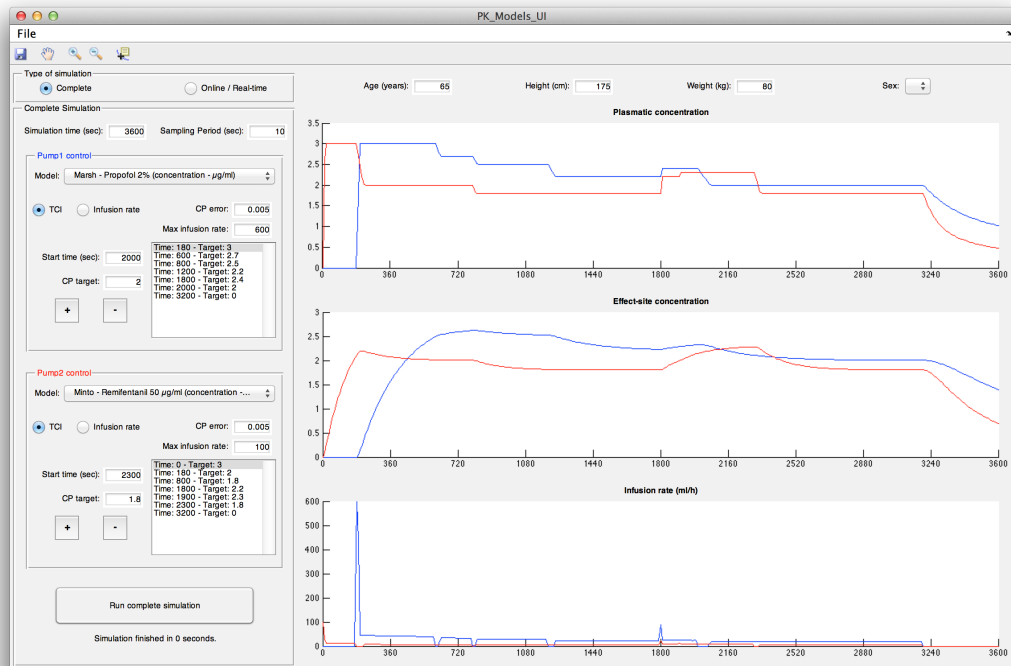 PK_Models_UI
File
Type of simulation
Complete
Online / Real-time
Age (years): 65
Height (cm): 175
Weight (kg): 80
Sex:
Complete Simulation
Simulation time (sec): 3600
Sampling Period (sec): 10
Pump1 control
Model: Marsh - Propofol 2% (concentration - µg/ml)
TCI
Infusion rate
CP error: 0.005
Max infusion rate: 600
Start time (sec): 2000
CP target: 2
+
-
Time: 180 - Target: 3
Time: 600 - Target: 2.7
Time: 800 - Target: 2.5
Time: 1200 - Target: 2.2
Time: 1800 - Target: 2.4
Time: 2000 - Target: 2
Time: 3200 - Target: 0
Pump2 control
Model: Minto - Remifentanil 50 µg/ml (concentration -...
TCI
Infusion rate
CP error: 0.005
Max infusion rate: 100
Start time (sec): 2300
CP target: 1.8
+
-
Time: 0 - Target: 3
Time: 180 - Target: 2
Time: 800 - Target: 1.8
Time: 1800 - Target: 2.2
Time: 1900 - Target: 2.3
Time: 2300 - Target: 1.8
Time: 3200 - Target: 0
Run complete simulation
Simulation finished in 0 seconds.
Plasmatic concentration
3.5
3
2.5
2
1.5
1
0.5
0
0 360 720 1080 1440 1800 2160 2520 2880 3240 3600
Effect-site concentration
3
2.5
2
1.5
1
0.5
0
0 360 720 1080 1440 1800 2160 2520 2880 3240 3600
Infusion rate (ml/h)
600
500
400
300
200
100
0
0 360 720 1080 1440 1800 2160 2520 2880 3240 3600